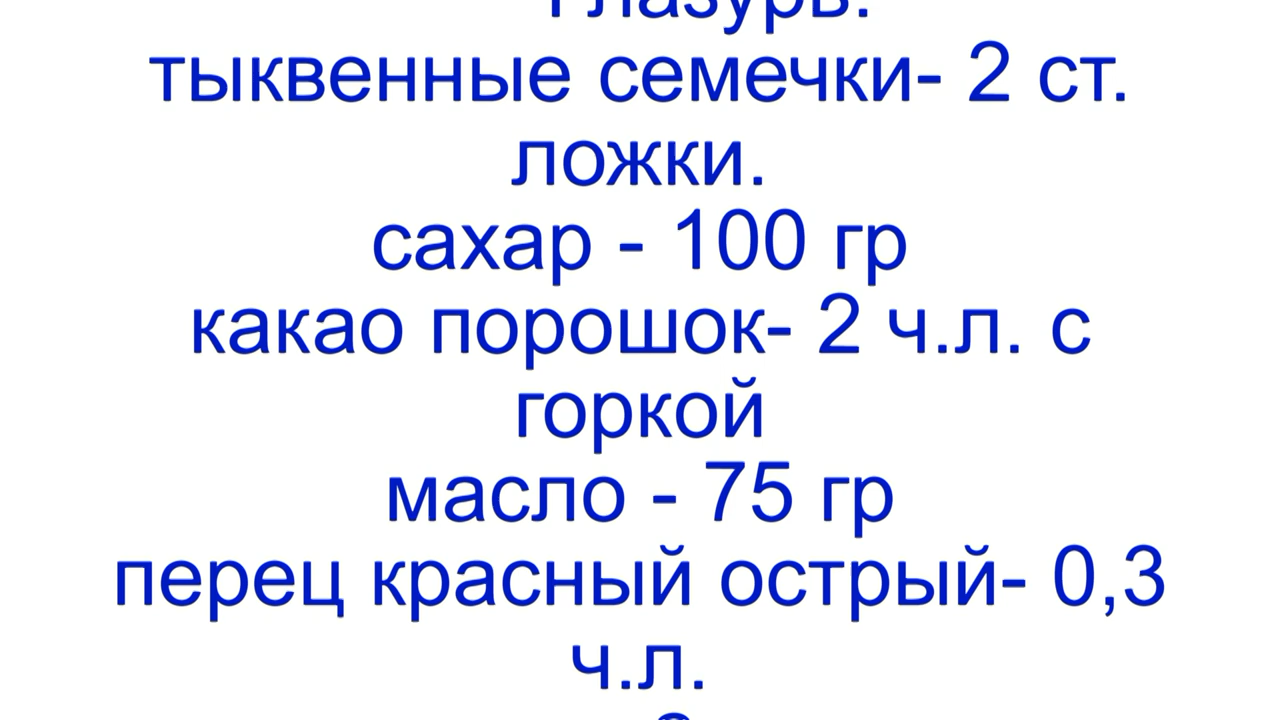 Глазурь:
тыквенные семечки- 2 ст.
ложки.
сахар - 100 гр
какао порошок- 2 ч.л. с
горкой
масло - 75 гр
перец красный острый- 0,3
ч.л.